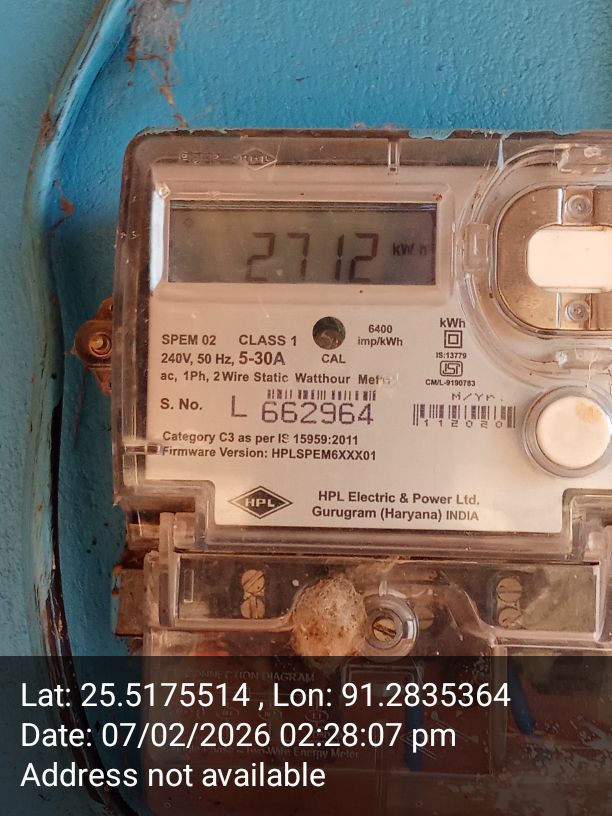 2712 kWh
SPEM 02 CLASS 1
6400
imp/kWh
kWh
240V, 50 Hz, 5-30A
CAL
IS:13779
ac, 1Ph, 2 Wire Static Watthour Meter
CM/L-9190783
S. No. L 662964
M/Yr.
112020
Category C3 as per IS 15959:2011
Firmware Version: HPLSPEM6XXX01
HPL
HPL Electric & Power Ltd.
Gurugram (Haryana) INDIA
CONNECTION DIAGRAM
Lat: 25.5175514 , Lon: 91.2835364
Date: 07/02/2026 02:28:07 pm
Address not available